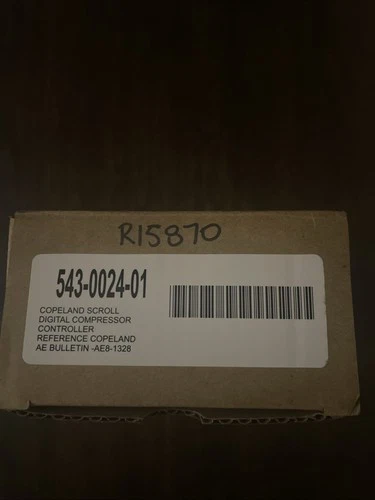 R15870
543-0024-01
COPELAND SCROLL
DIGITAL COMPRESSOR
CONTROLLER
REFERENCE COPELAND
AE BULLETIN -AE8-1328